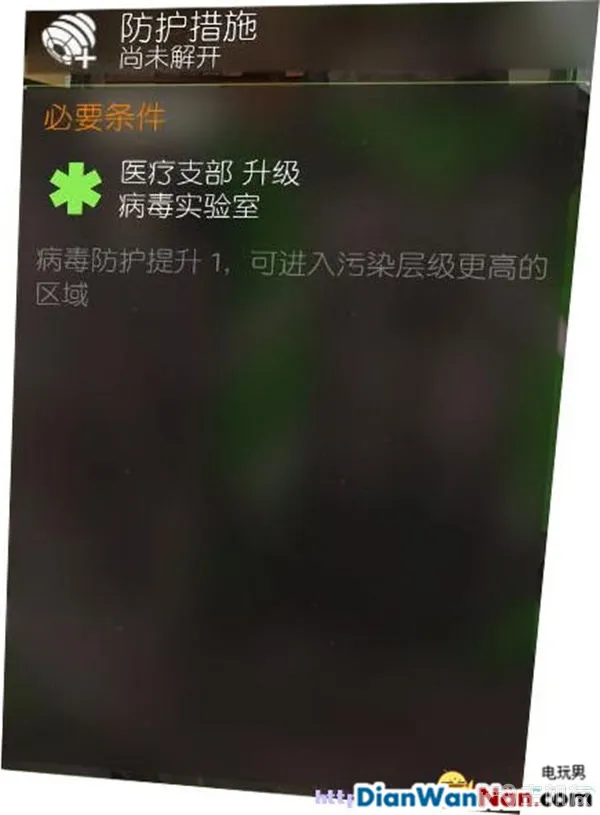 防护措施
尚未解开
必要条件
医疗支部 升级
病毒实验室
病毒防护提升 1，可进入污染层级更高的
区域
电玩男
DianWanNan.com